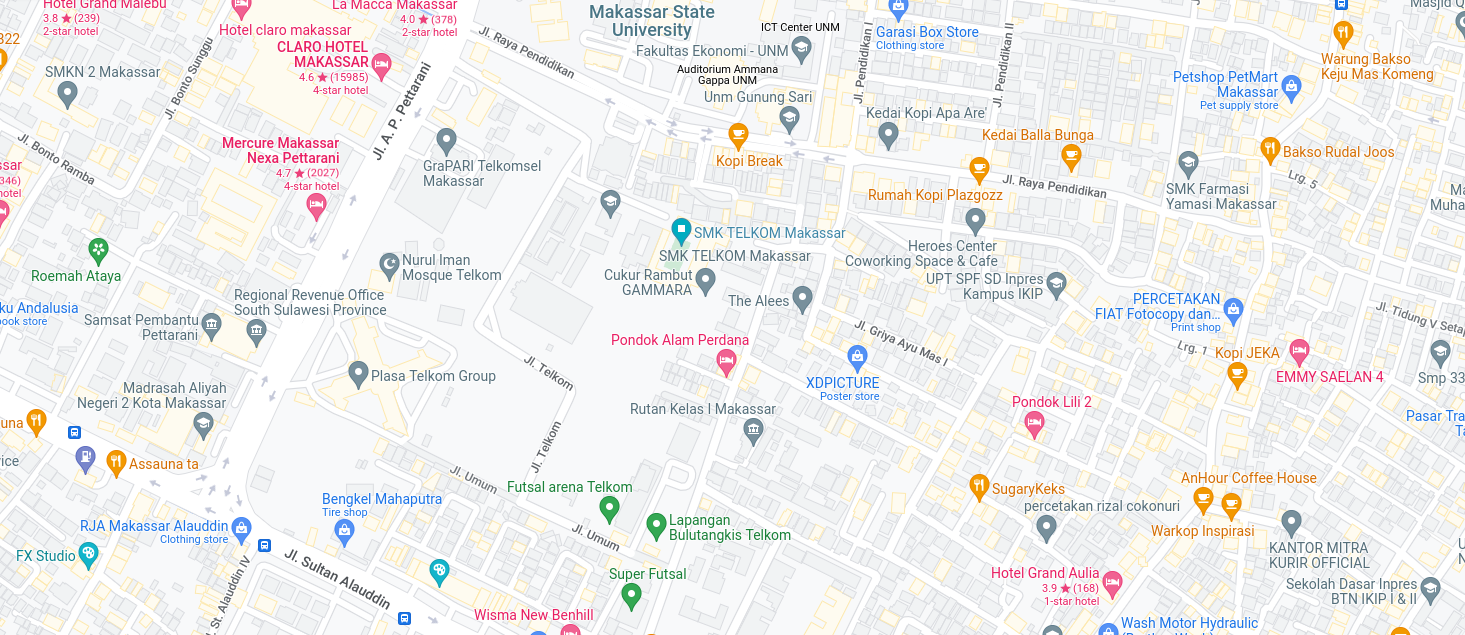 Hotel Grand Malebu
3.8 ★ (239)
2-star hotel
La Macca Makassar
4.0 ★ (378)
2-star hotel
Hotel claro makassar
CLARO HOTEL
MAKASSAR
4.6 ★ (15985)
4-star hotel
322
SMKN 2 Makassar
Jl. Bonto Sunggu
Jl. A. P. Pettarani
Jl. Raya Pendidikan
Makassar State
University
ICT Center UNM
Fakultas Ekonomi - UNM
Auditorium Ammana
Gappa UNM
Unm Gunung Sari
Garasi Box Store
Clothing store
Jl. Pendidikan I
Jl. Pendidikan II
Masjid Q
Warung Bakso
Keju Mas Komeng
Petshop PetMart
Makassar
Pet supply store
Kedai Kopi Apa Are'
Kedai Balla Bunga
Bakso Rudal Joos
Kopi Break
Jl. Bonto Ramba
Mercure Makassar
Nexa Pettarani
4.7 ★ (2027)
4-star hotel
ssar
346)
hotel
GraPARI Telkomsel
Makassar
Rumah Kopi Plazgozz
Jl. Raya Pendidikan
SMK Farmasi
Yamasi Makassar
Lrg. 5
Ma
Muha
SMK TELKOM Makassar
SMK TELKOM Makassar
Heroes Center
Coworking Space & Cafe
Roemah Ataya
Nurul Iman
Mosque Telkom
Cukur Rambut
GAMMARA
The Alees
UPT SPF SD Inpres
Kampus IKIP
Regional Revenue Office
South Sulawesi Province
ku Andalusia
book store
Samsat Pembantu
Pettarani
PERCETAKAN
FIAT Fotocopy dan...
Print shop
Jl. Tidung V Setap
Jl. Griya Ayu Mas I
Lrg. 1
Kopi JEKA
Pondok Alam Perdana
Jl. Telkom
Plasa Telkom Group
XDPICTURE
Poster store
EMMY SAELAN 4
Smp 33
Madrasah Aliyah
Negeri 2 Kota Makassar
Rutan Kelas I Makassar
Pondok Lili 2
Pasar Tra
Ta
una
Jl. Telkom
vice
Assauna ta
Jl. Umum
Futsal arena Telkom
SugaryKeks
AnHour Coffee House
percetakan rizal cokonuri
Bengkel Mahaputra
Tire shop
RJA Makassar Alauddin
Clothing store
Lapangan
Bulutangkis Telkom
Warkop Inspirasi
Jl. Umum
FX Studio
Jl. Sultan Alauddin
KANTOR MITRA
KURIR OFFICIAL
Super Futsal
Hotel Grand Aulia
3.9 ★ (168)
1-star hotel
Sekolah Dasar Inpres
BTN IKIP I & II
St. Alauddin IV
Wisma New Benhill
Wash Motor Hydraulic